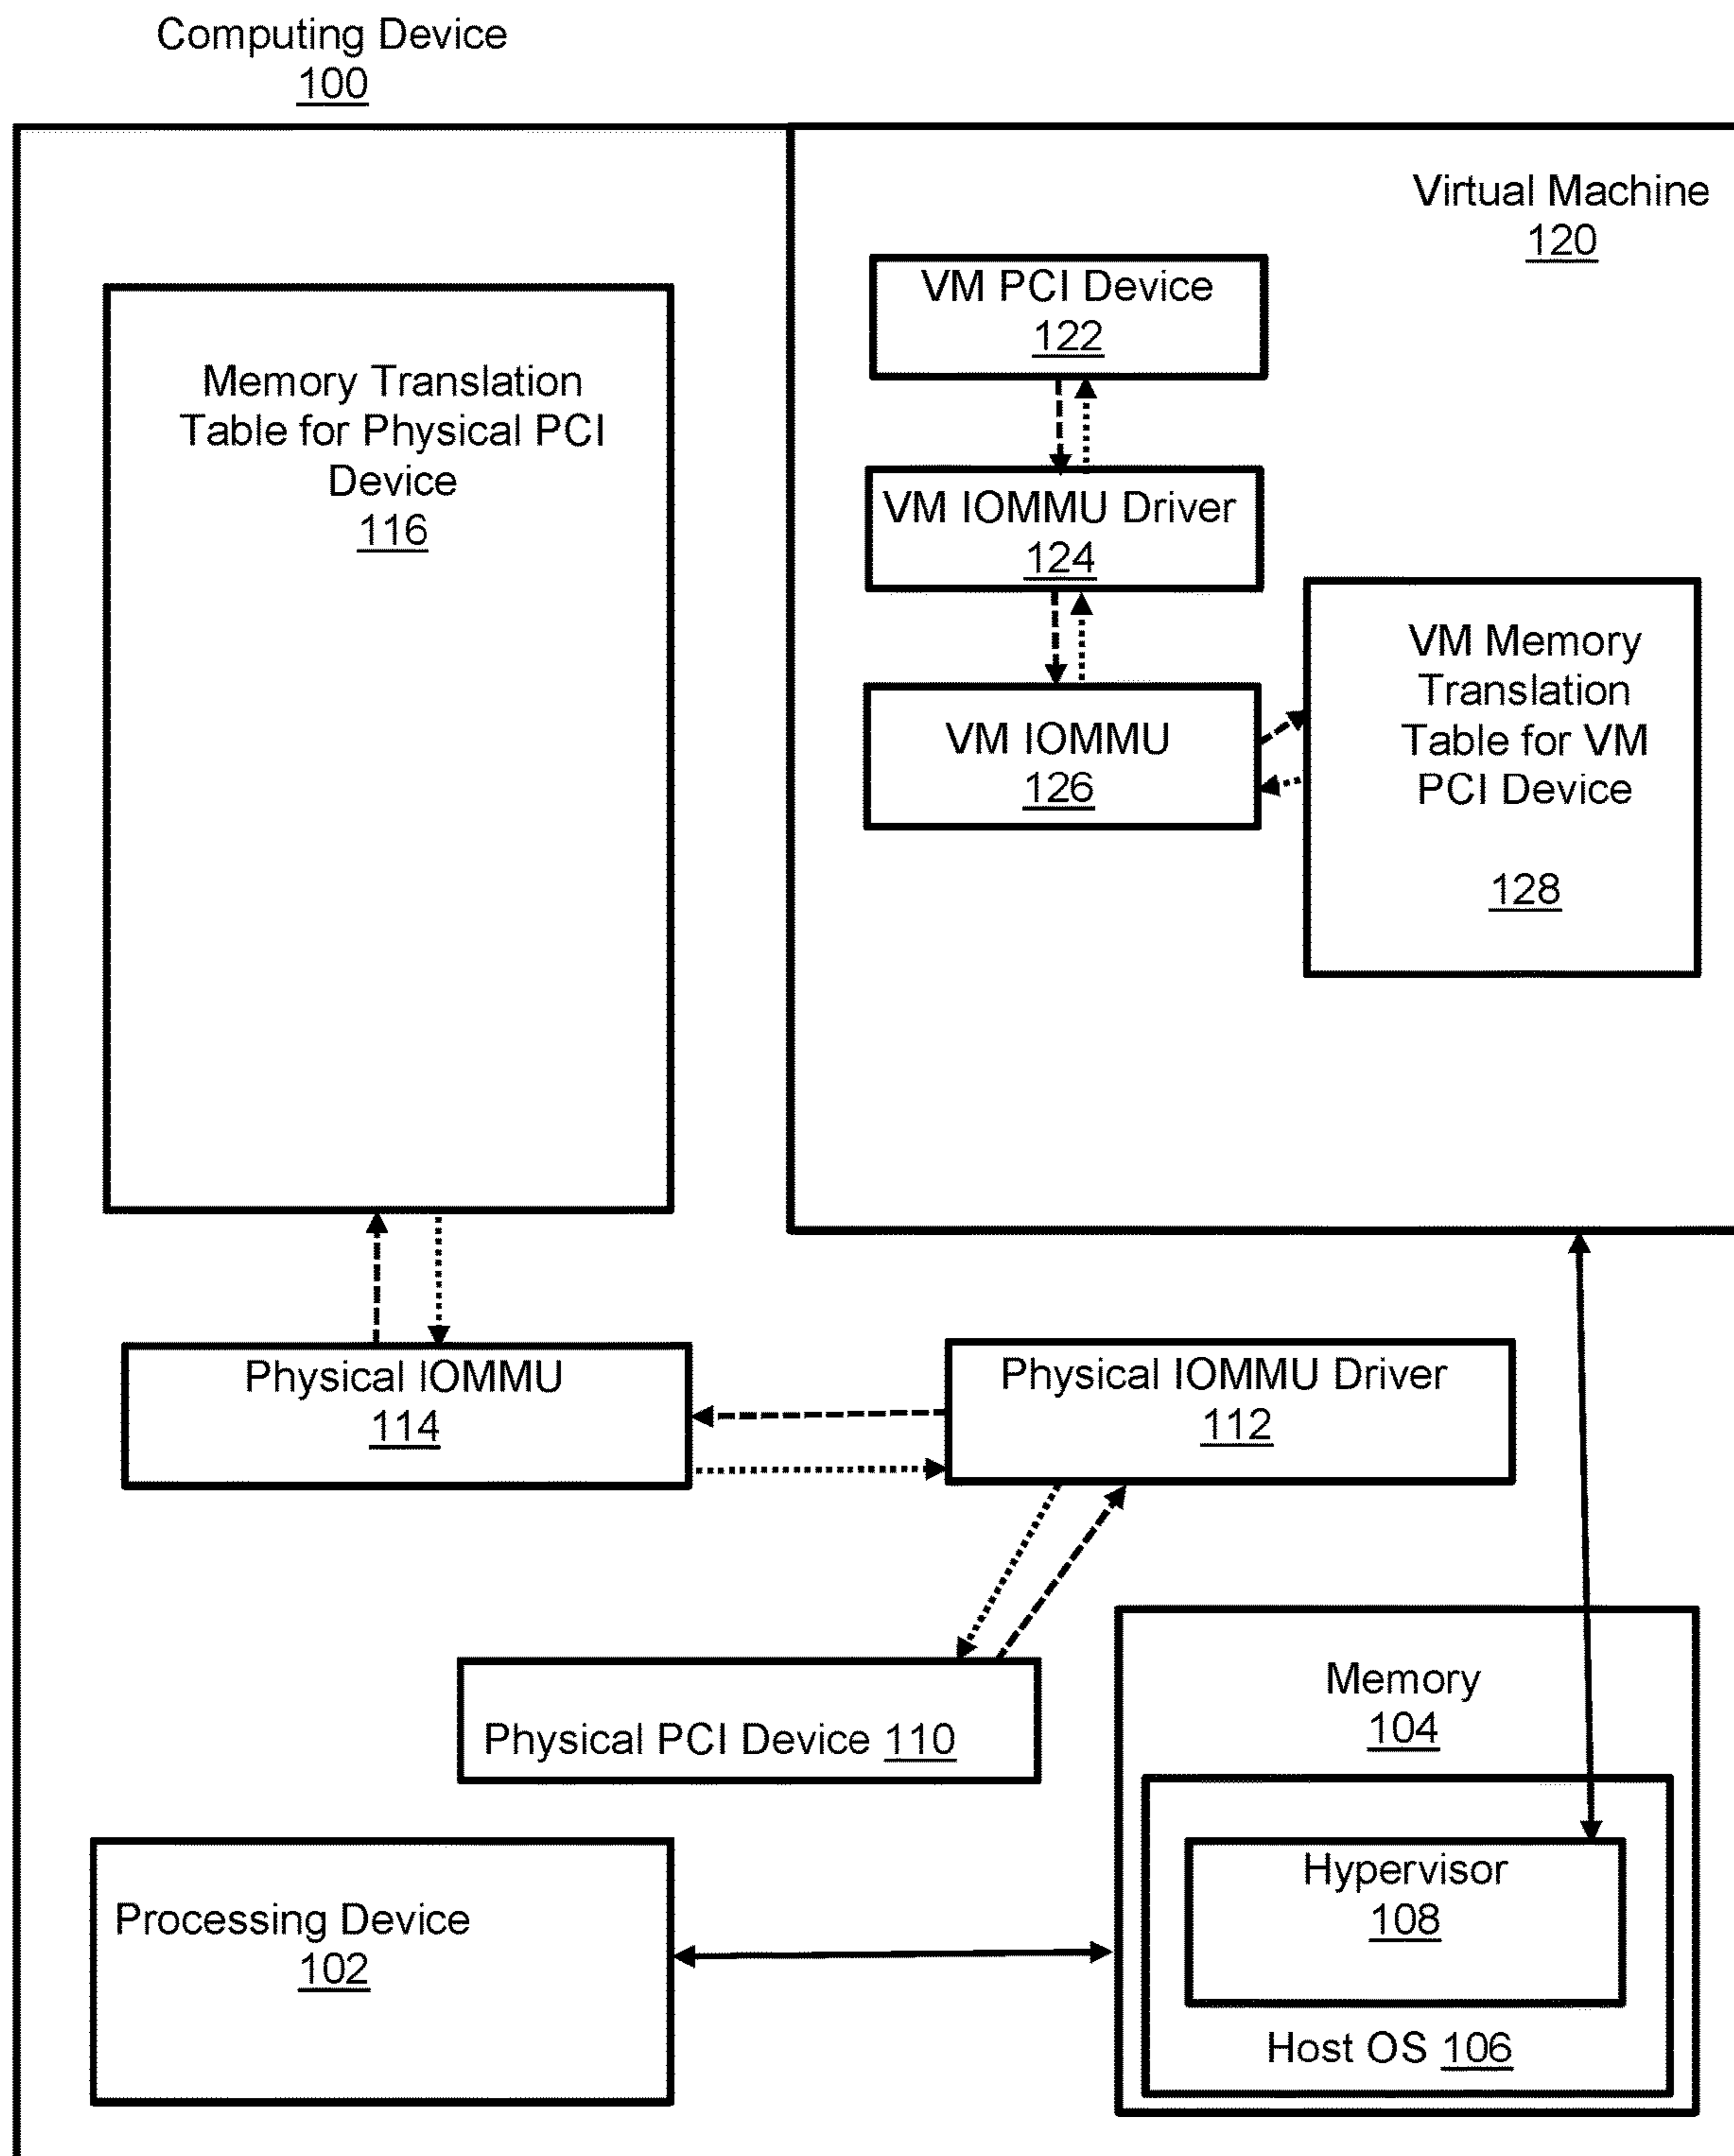 Computing Device
100
Virtual Machine
120
VM PCI Device
122
Memory Translation
Table for Physical PCI
Device
116
VM IOMMU Driver
124
VM Memory
Translation
Table for VM
PCI Device
128
VM IOMMU
126
Physical IOMMU
114
Physical IOMMU Driver
112
Physical PCI Device 110
Memory
104
Hypervisor
108
Host OS 106
Processing Device
102